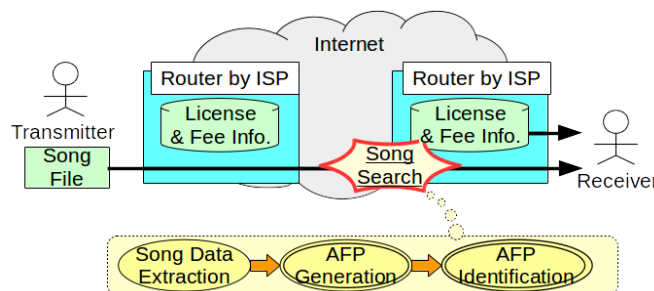 Internet
Router by ISP
License
& Fee Info.
Router by ISP
License
& Fee Info.
Transmitter
Song
File
Song
Search
Receiver
Song Data
Extraction
AFP
Generation
AFP
Identification